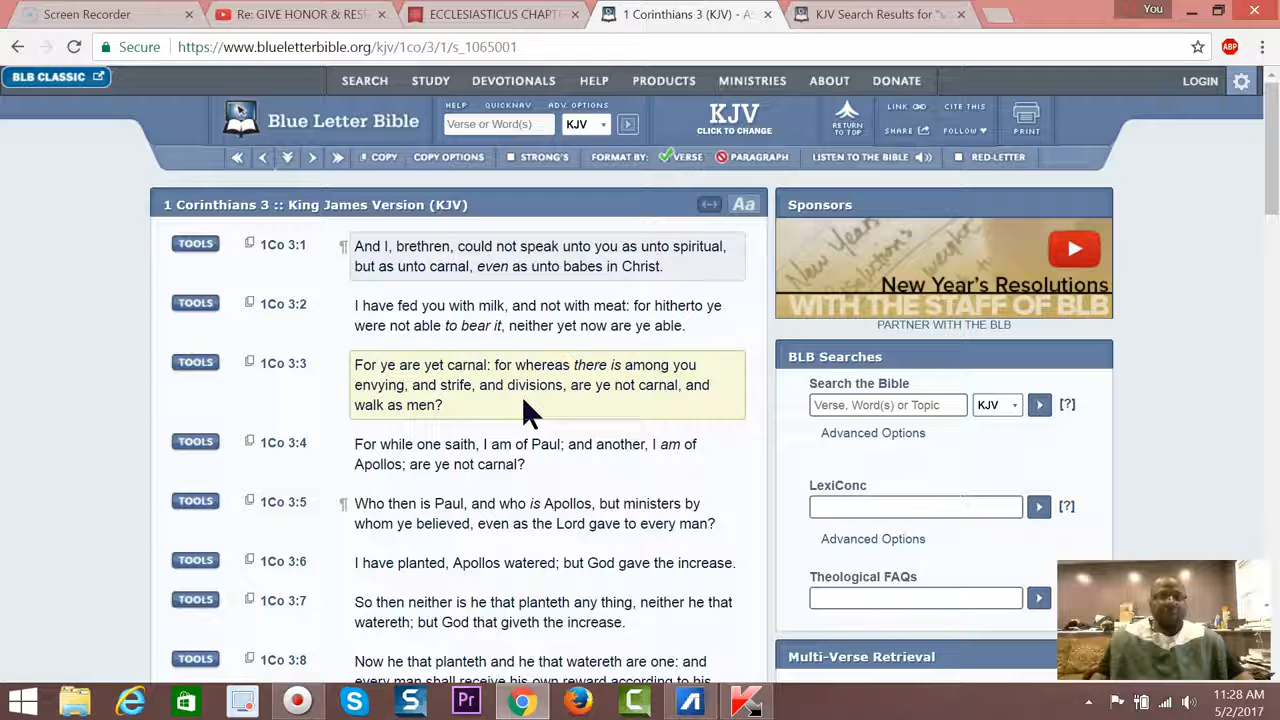 Screen Recorder
Re: GIVE HONOR & RES
ECCLESIASTICUS CHAPTE
1 Corinthians 3 (KJV) - A
KJV Search Results for "
You
Secure
https://www.blueletterbible.org/kjv/1co/3/1/s_1065001
ABP
BLB CLASSIC
SEARCH STUDY DEVOTIONALS HELP PRODUCTS MINISTRIES ABOUT DONATE
LOGIN
Blue Letter Bible
HELP QUICKNAV ADV. OPTIONS
Verse or Word(s)
KJV
KJV
CLICK TO CHANGE
RETURN
TO TOP
LINK CITE THIS
SHARE FOLLOW
PRINT
COPY COPY OPTIONS STRONG'S FORMAT BY: VERSE PARAGRAPH LISTEN TO THE BIBLE RED-LETTER
1 Corinthians 3 :: King James Version (KJV)
Aa
TOOLS 1Co 3:1 ¶ And I, brethren, could not speak unto you as unto spiritual,
but as unto carnal, even as unto babes in Christ.
TOOLS 1Co 3:2 I have fed you with milk, and not with meat: for hitherto ye
were not able to bear it, neither yet now are ye able.
TOOLS 1Co 3:3 For ye are yet carnal: for whereas there is among you
envying, and strife, and divisions, are ye not carnal, and
walk as men?
TOOLS 1Co 3:4 For while one saith, I am of Paul; and another, I am of
Apollos; are ye not carnal?
TOOLS 1Co 3:5 ¶ Who then is Paul, and who is Apollos, but ministers by
whom ye believed, even as the Lord gave to every man?
TOOLS 1Co 3:6 I have planted, Apollos watered; but God gave the increase.
TOOLS 1Co 3:7 So then neither is he that planteth any thing, neither he that
watereth; but God that giveth the increase.
TOOLS 1Co 3:8 Now he that planteth and he that watereth are one: and
every man shall receive his own reward according to his
Sponsors
New Year's Resolutions
WITH THE STAFF OF BLB
PARTNER WITH THE BLB
BLB Searches
Search the Bible
Verse, Word(s) or Topic
KJV
[?]
Advanced Options
LexiConc
[?]
Advanced Options
Theological FAQs
Multi-Verse Retrieval
Pr
11:28 AM
5/2/2017